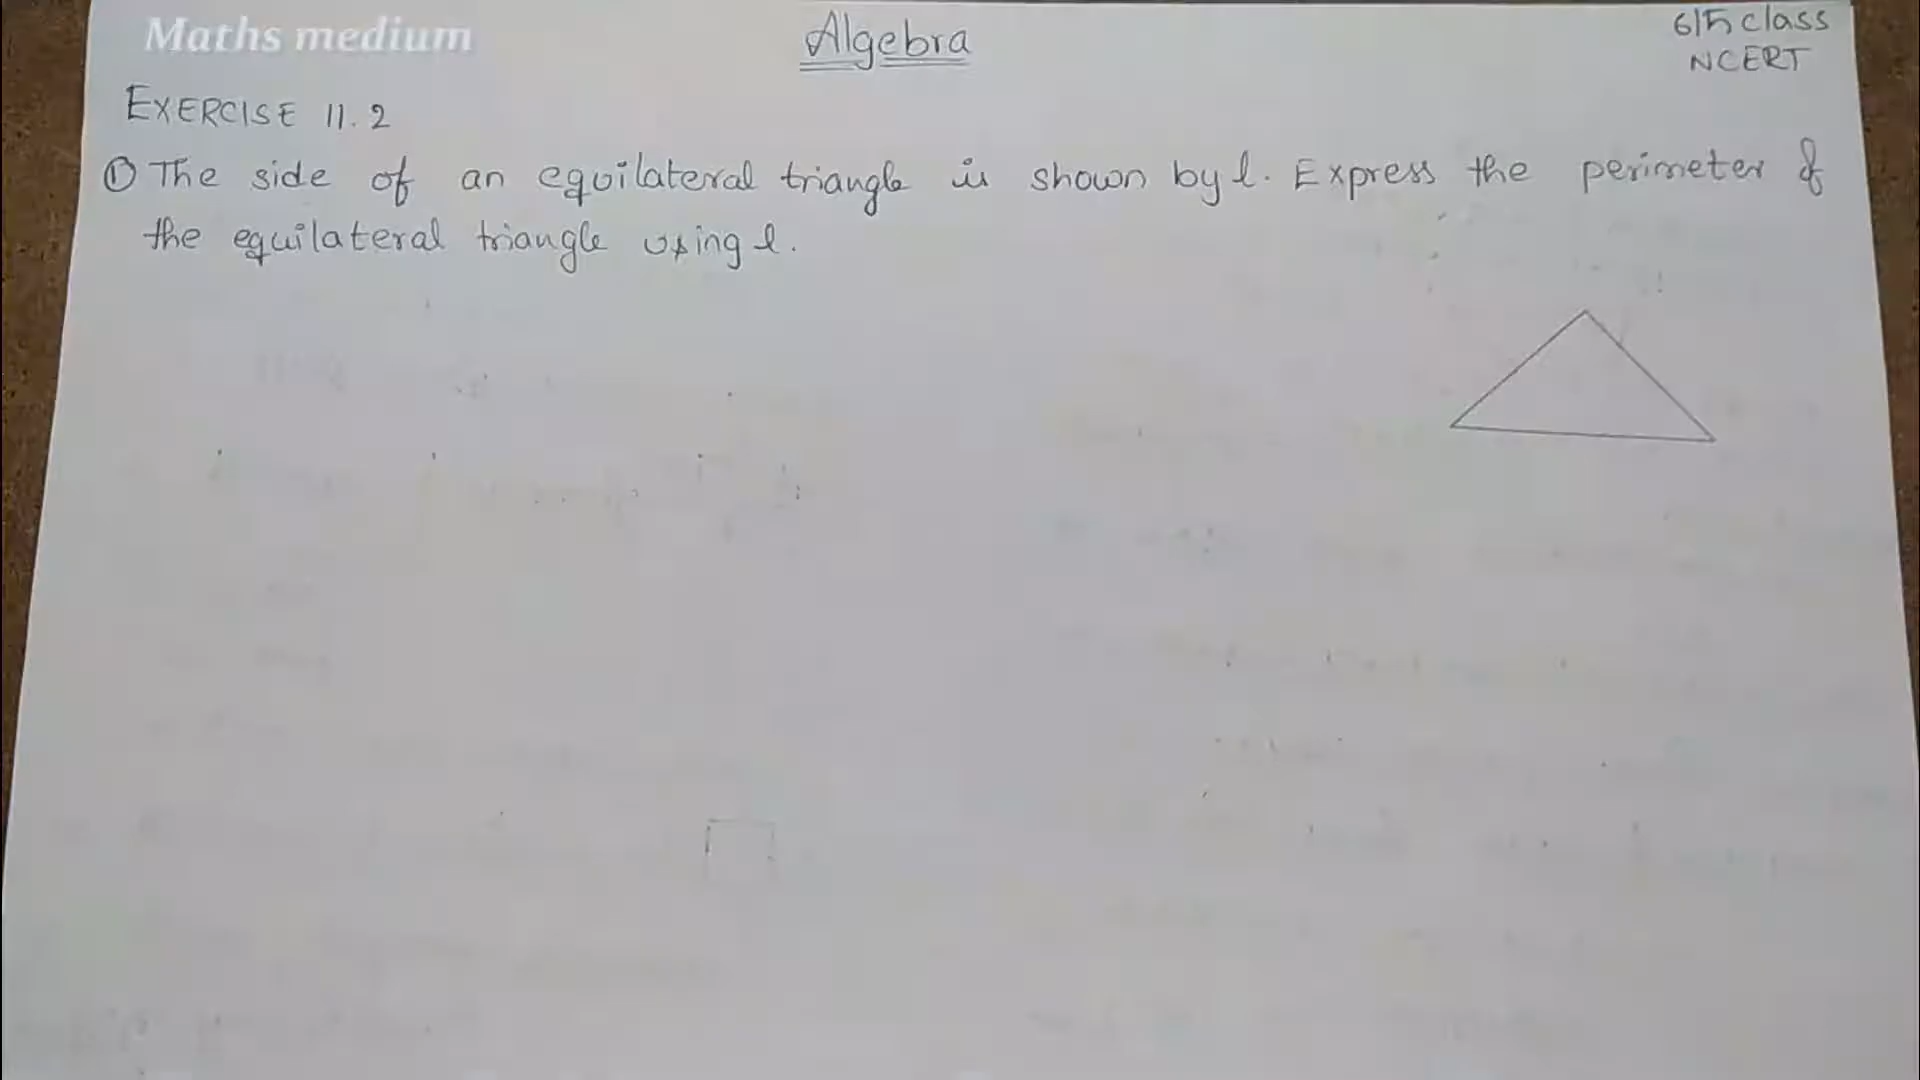 Maths medium
Algebra
6th class
NCERT
EXERCISE 11.2
① The side of an equilateral triangle is shown by l. Express the perimeter of
the equilateral triangle using l.